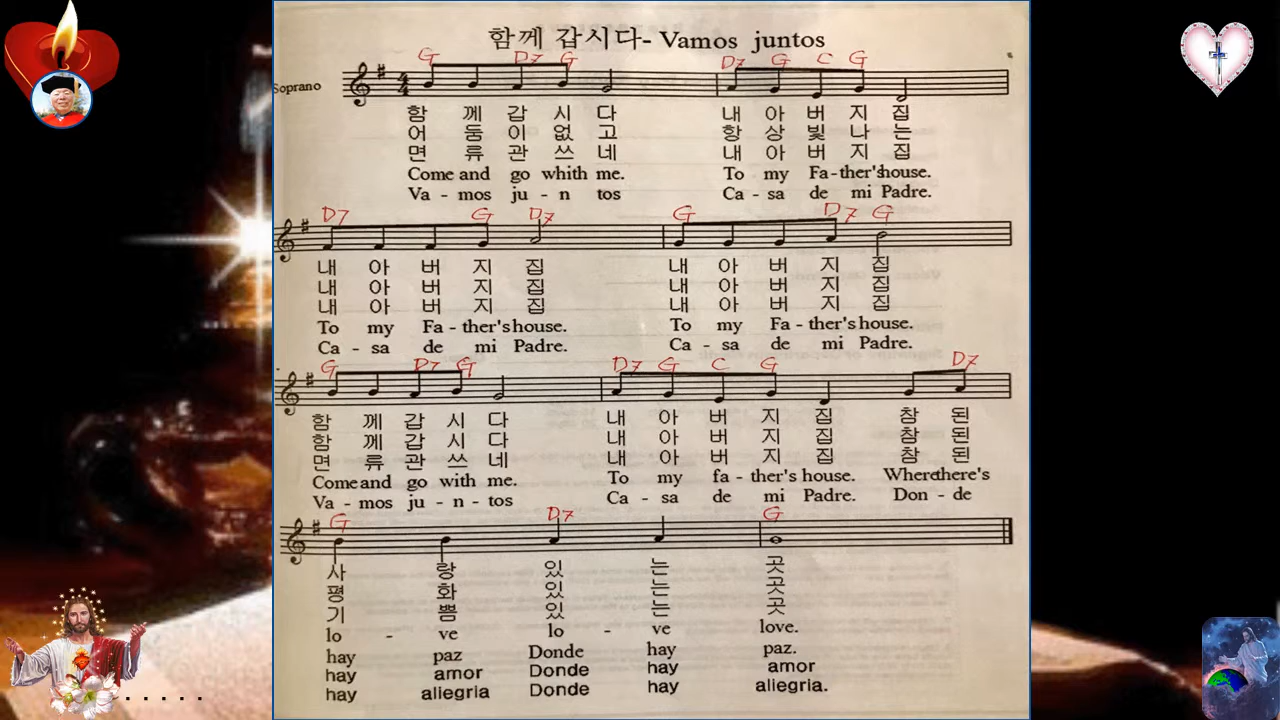 함께 갑시다- Vamos juntos
G D7 G D7 G C G
Soprano
함 께 갑 시 다 내 아 버 지 집
어 둠 이 없 고 항 상 빛 나 는
면 류 관 쓰 네 내 아 버 지 집
Come and go whith me. To my Fa-ther's house.
Va - mos ju - n tos Ca - sa de mi Padre.
D7 G D7 G D7 G
내 아 버 지 집 내 아 버 지 집
내 아 버 지 집 내 아 버 지 집
내 아 버 지 집 내 아 버 지 집
To my Fa - ther's house. To my Fa - ther's house.
Ca - sa de mi Padre. Ca - sa de mi Padre.
G D7 G D7 G C G D7
함 께 갑 시 다 내 아 버 지 집 참 된
함 께 갑 시 다 내 아 버 지 집 참 된
면 류 관 쓰 네 내 아 버 지 집 참 된
Come and go with me. To my fa - ther's house. Where there's
Va - mos ju - n - tos Ca - sa de mi Padre. Don - de
G D7 G
사 랑 있 는 곳
평 화 있 는 곳
기 쁨 있 는 곳
lo - ve lo - ve love.
hay paz Donde hay paz.
hay amor Donde hay amor
hay allegria Donde hay allegria.
.....